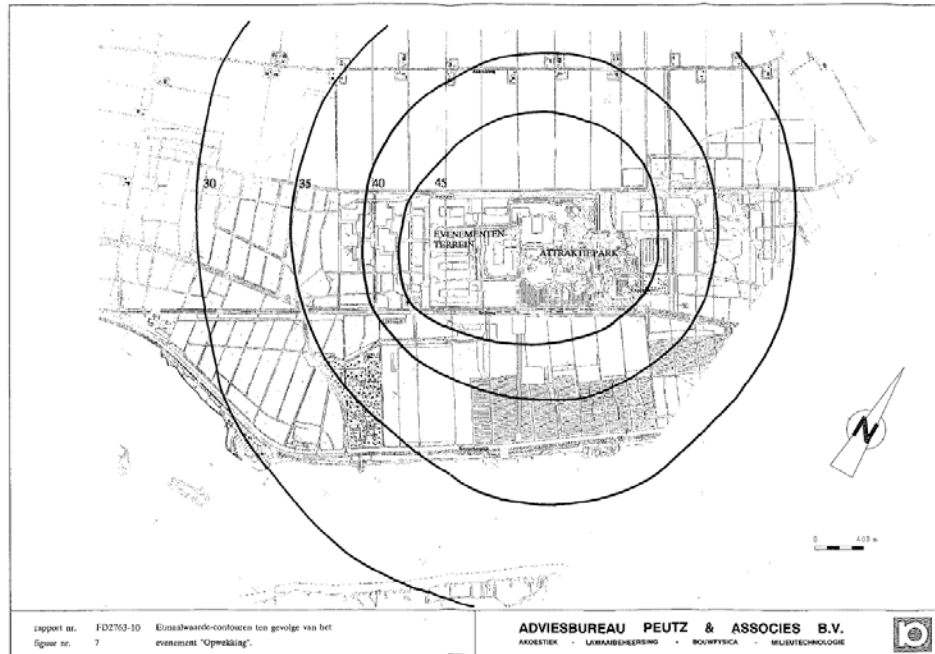 30
35
40
45
EVENEMENTEN
TERREIN
ATTRAKTIEPARK
N
0 400 m
rapport nr. FD2763-10 Etmaalwaarde-contouren ten gevolge van het
figuur nr. 7 evenement "Opwekking".
ADVIESBUREAU PEUTZ & ASSOCIES B.V.
AKOESTIEK - LAWAAIBEHEERSING - BOUWFYSICA - MILIEUTECHNOLOGIE